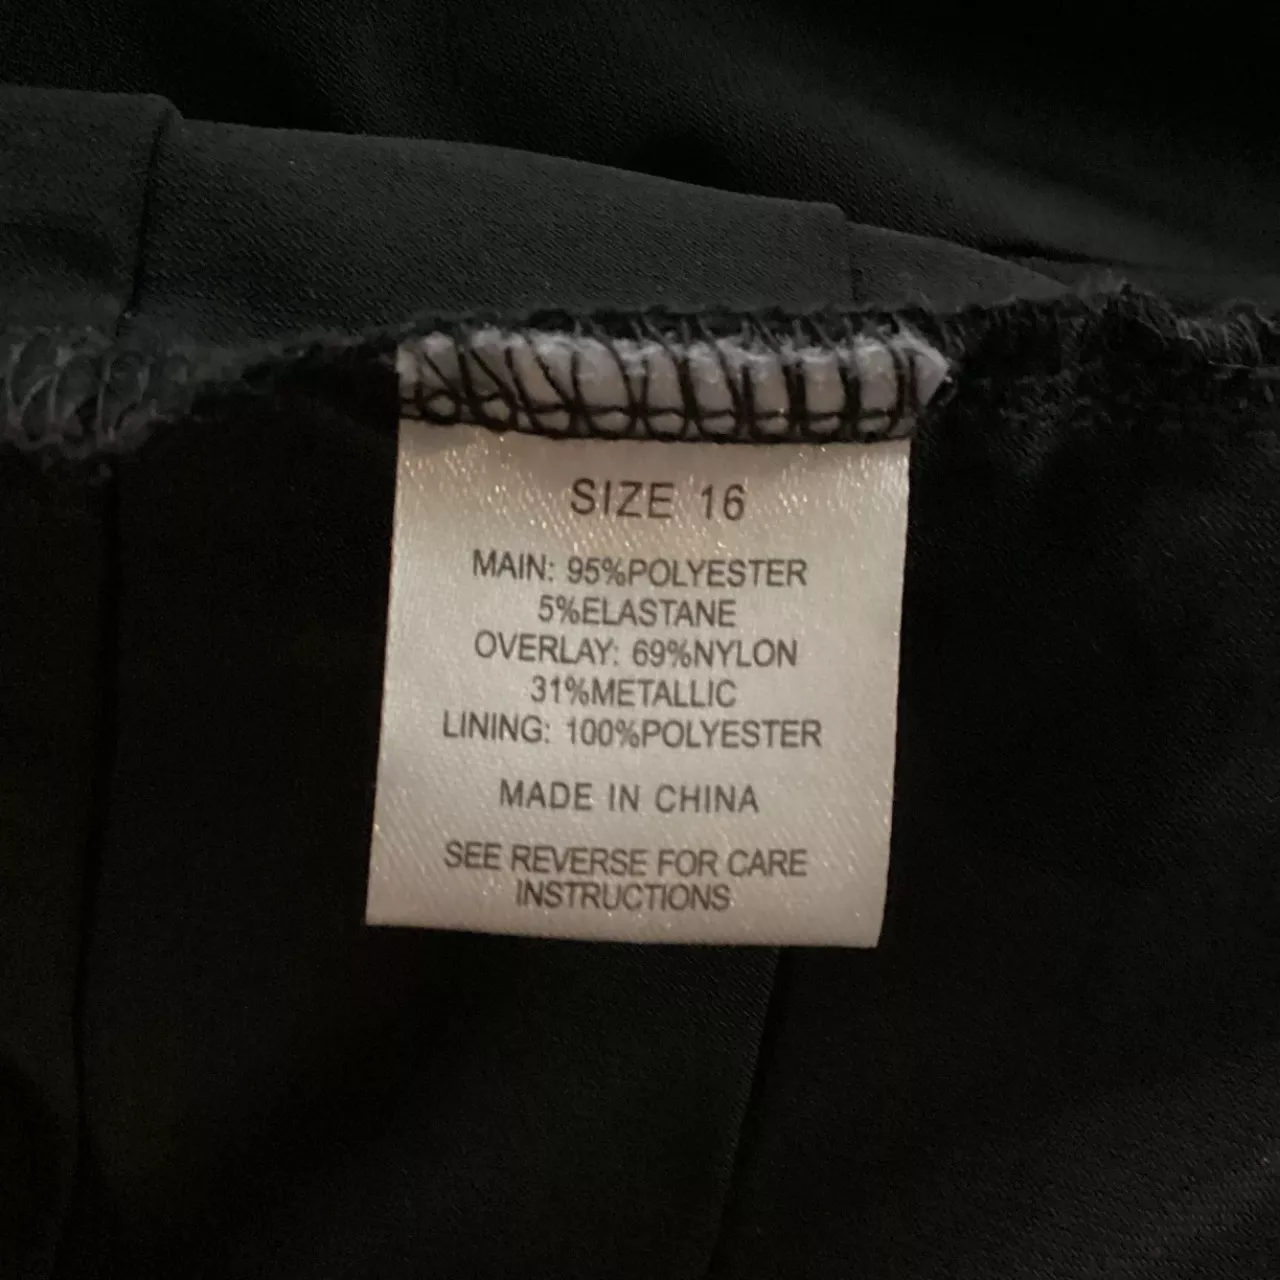 SIZE 16
MAIN: 95%POLYESTER
5%ELASTANE
OVERLAY: 69%NYLON
31%METALLIC
LINING: 100%POLYESTER
MADE IN CHINA
SEE REVERSE FOR CARE
INSTRUCTIONS